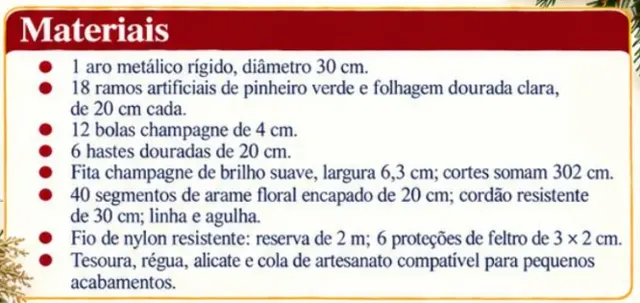 Materiais
● 1 aro metálico rígido, diâmetro 30 cm.
● 18 ramos artificiais de pinheiro verde e folhagem dourada clara,
de 20 cm cada.
● 12 bolas champagne de 4 cm.
● 6 hastes douradas de 20 cm.
● Fita champagne de brilho suave, largura 6,3 cm; cortes somam 302 cm.
● 40 segmentos de arame floral encapado de 20 cm; cordão resistente
de 30 cm; linha e agulha.
● Fio de nylon resistente: reserva de 2 m; 6 proteções de feltro de 3 × 2 cm.
● Tesoura, régua, alicate e cola de artesanato compatível para pequenos
acabamentos.